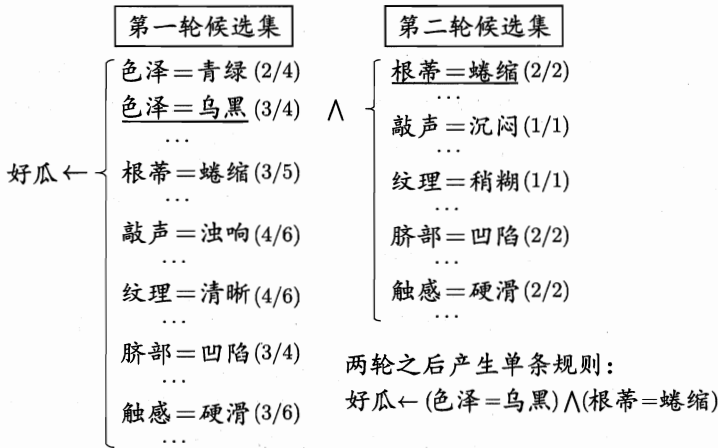 第一轮候选集
色泽=青绿(2/4)
色泽=乌黑(3/4)
…
根蒂=蜷缩(3/5)
…
敲声=浊响(4/6)
…
纹理=清晰(4/6)
…
脐部=凹陷(3/4)
…
触感=硬滑(3/6)
…
好瓜←
∧
第二轮候选集
根蒂=蜷缩(2/2)
…
敲声=沉闷(1/1)
…
纹理=稍糊(1/1)
…
脐部=凹陷(2/2)
…
触感=硬滑(2/2)
…
两轮之后产生单条规则:
好瓜←(色泽=乌黑)∧(根蒂=蜷缩)